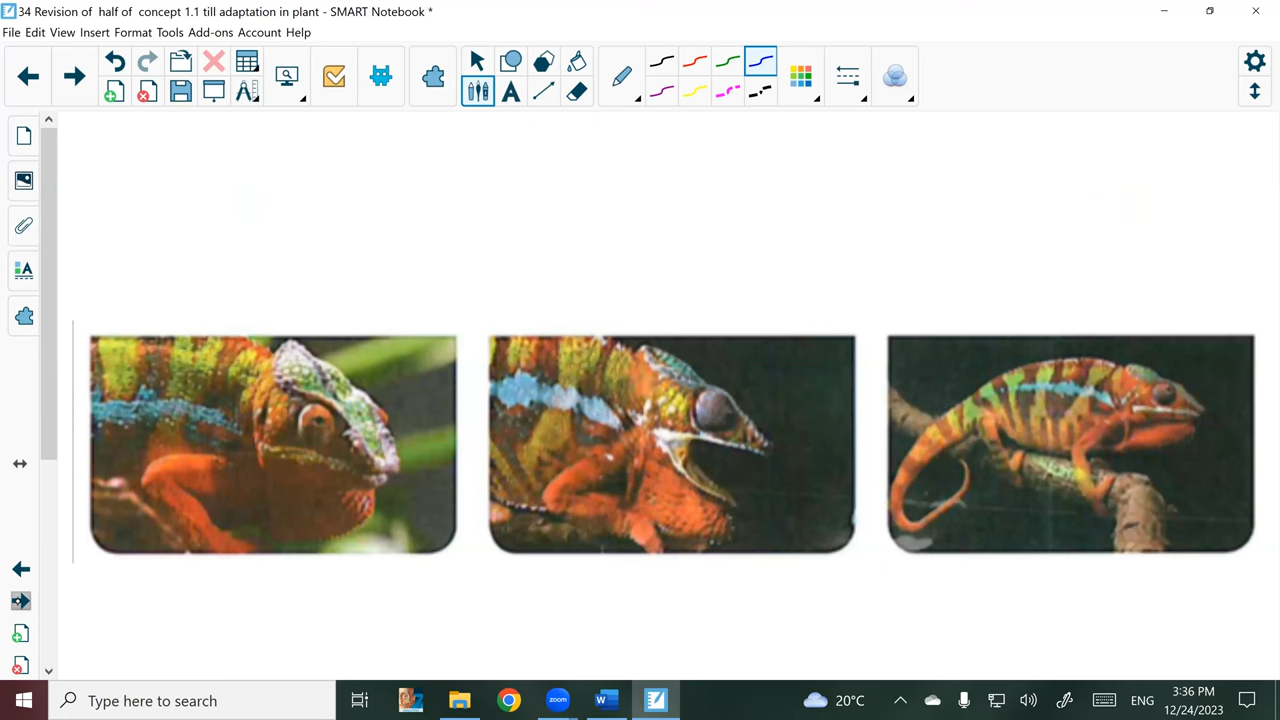 34 Revision of half of concept 1.1 till adaptation in plant - SMART Notebook *
File Edit View Insert Format Tools Add-ons Account Help
Type here to search
zoom
20°C
ENG
3:36 PM
12/24/2023